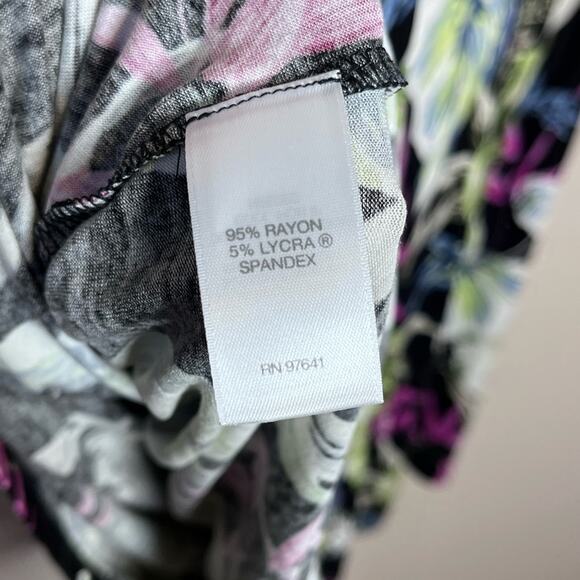 95% RAYON
5% LYCRA®
SPANDEX
RN 97641